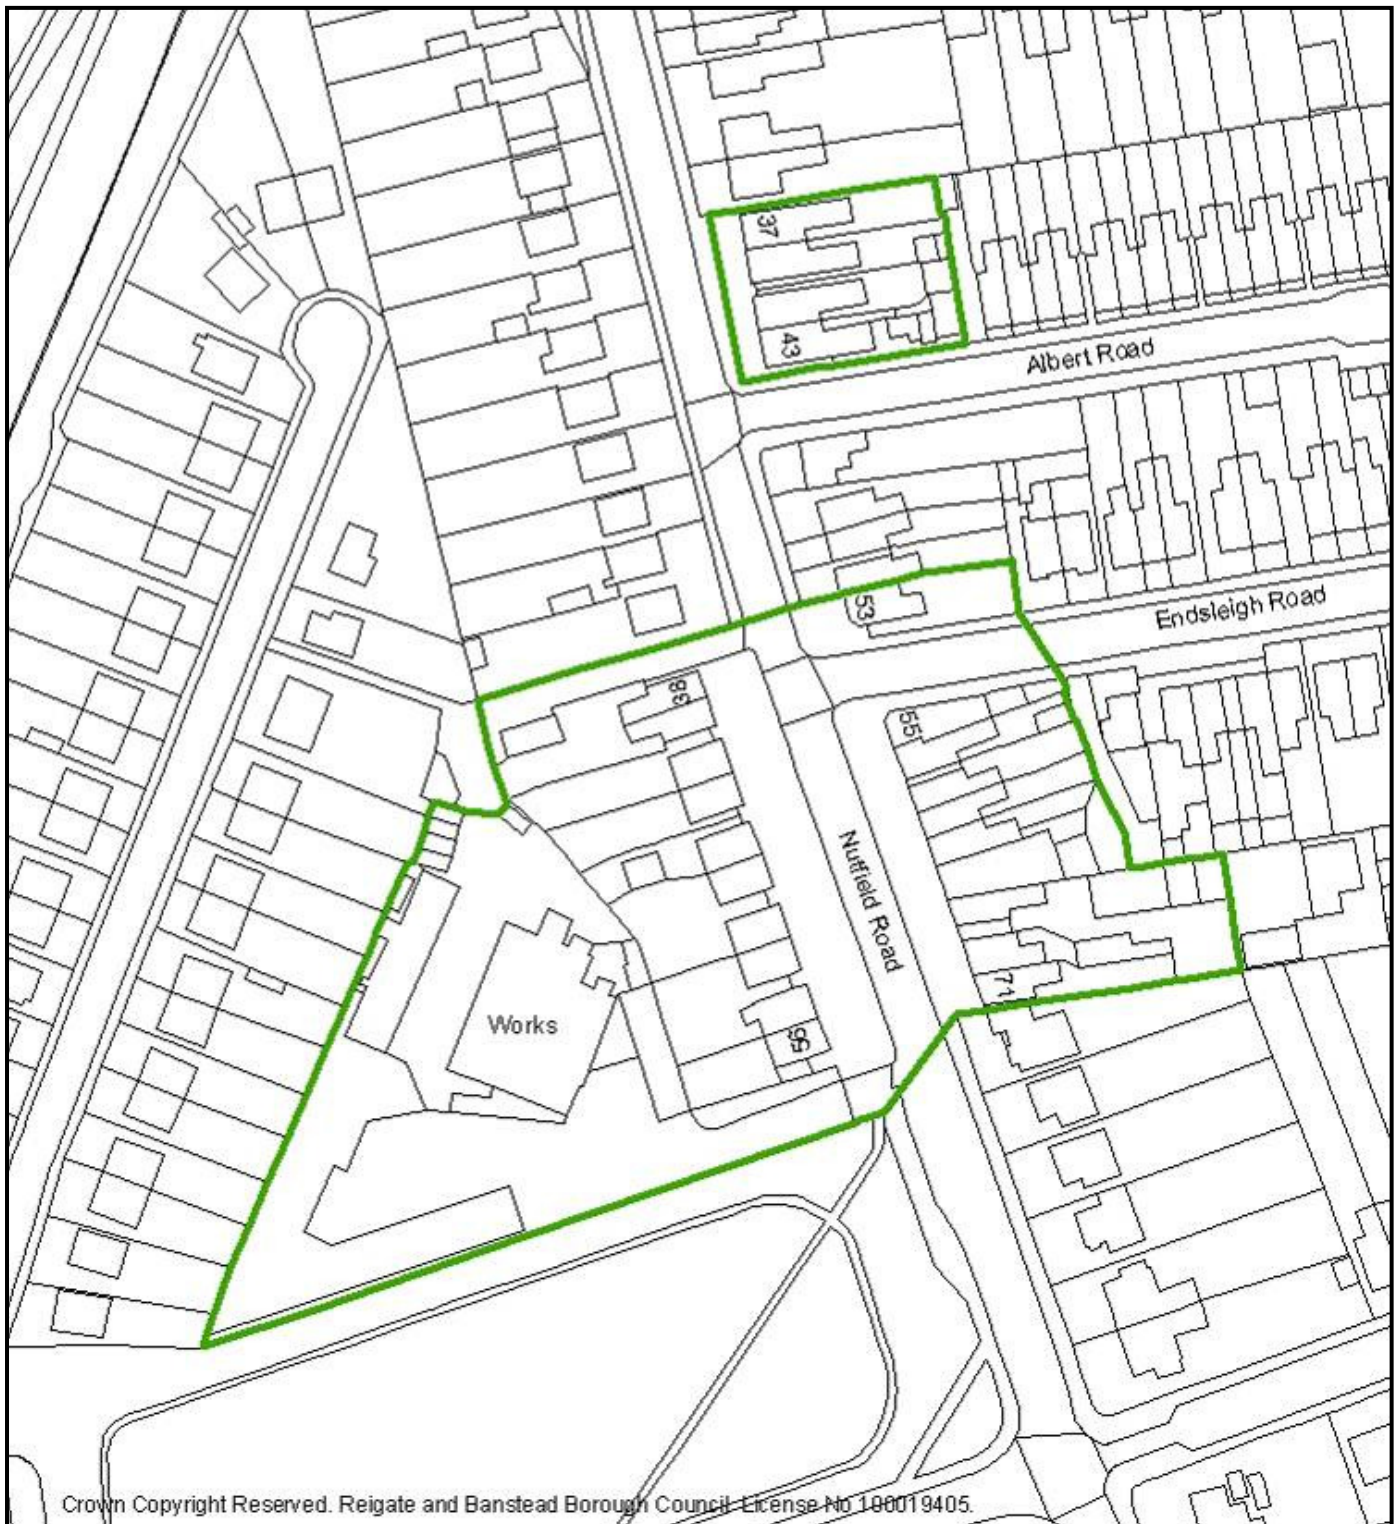 37
43
Albert Road
53
Endsleigh Road
38
55
Nutfield Road
71
Works
56
Crown Copyright Reserved. Reigate and Banstead Borough Council. License No 100019405.